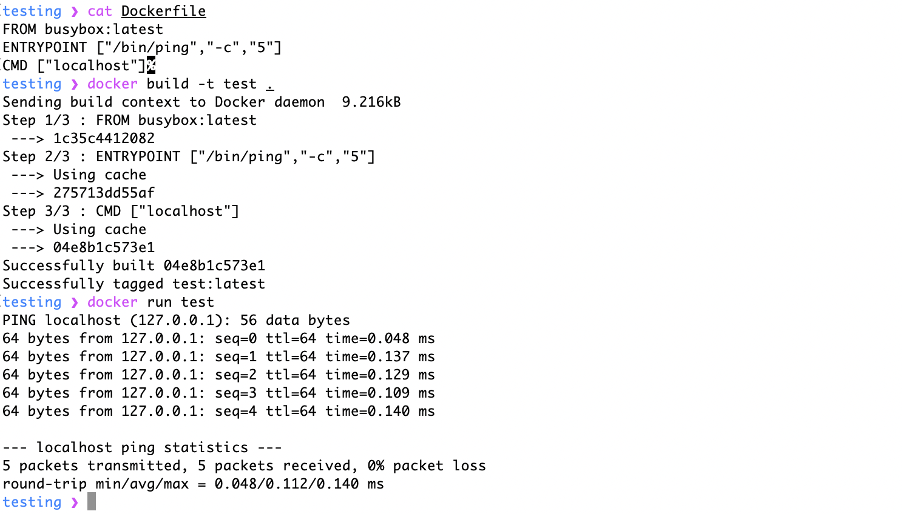 testing ❯ cat Dockerfile
FROM busybox:latest
ENTRYPOINT ["/bin/ping","-c","5"]
CMD ["localhost"]%
testing ❯ docker build -t test .
Sending build context to Docker daemon  9.216kB
Step 1/3 : FROM busybox:latest
 ---> 1c35c4412082
Step 2/3 : ENTRYPOINT ["/bin/ping","-c","5"]
 ---> Using cache
 ---> 275713dd55af
Step 3/3 : CMD ["localhost"]
 ---> Using cache
 ---> 04e8b1c573e1
Successfully built 04e8b1c573e1
Successfully tagged test:latest
testing ❯ docker run test
PING localhost (127.0.0.1): 56 data bytes
64 bytes from 127.0.0.1: seq=0 ttl=64 time=0.048 ms
64 bytes from 127.0.0.1: seq=1 ttl=64 time=0.137 ms
64 bytes from 127.0.0.1: seq=2 ttl=64 time=0.129 ms
64 bytes from 127.0.0.1: seq=3 ttl=64 time=0.109 ms
64 bytes from 127.0.0.1: seq=4 ttl=64 time=0.140 ms
--- localhost ping statistics ---
5 packets transmitted, 5 packets received, 0% packet loss
round-trip min/avg/max = 0.048/0.112/0.140 ms
testing ❯